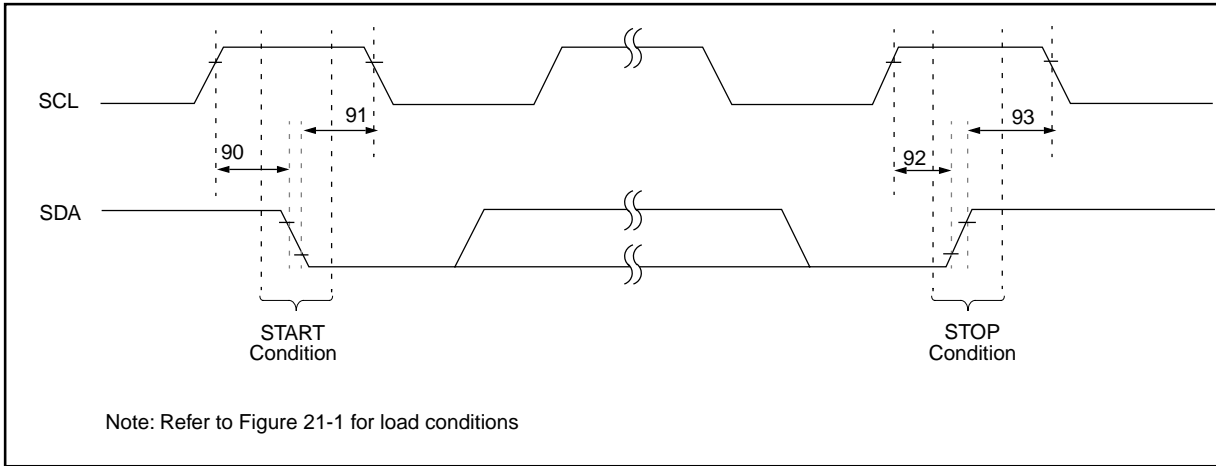 SCL
91
93
90
92
SDA
START
Condition
STOP
Condition
Note: Refer to Figure 21-1 for load conditions